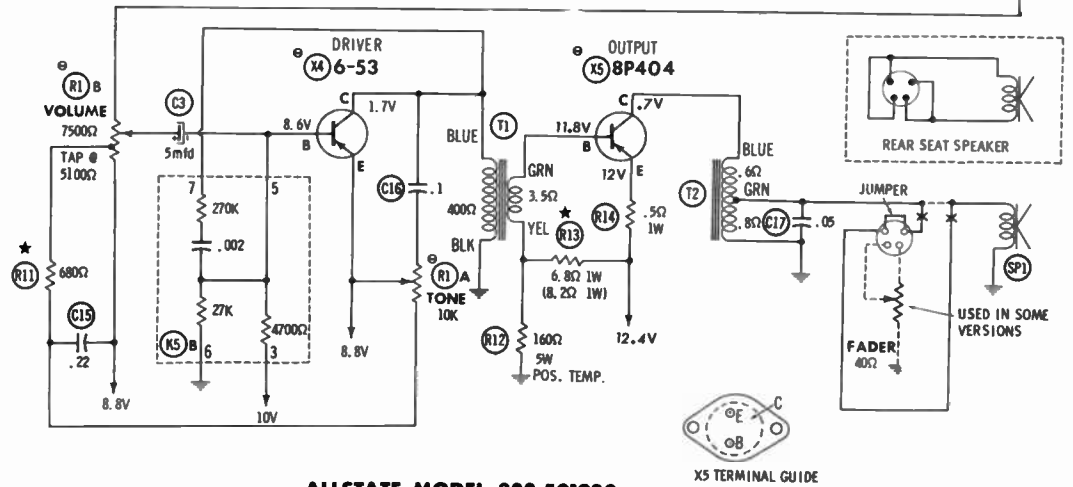 DRIVER
⊖ X4 6-53
OUTPUT
⊖ X5 8P404
⊖
R1 B
VOLUME
7500Ω
TAP @
5100Ω
C3
5mfd
8.6V
B
C
1.7V
E
C16 .1
BLUE
T1
400Ω
BLK
GRN
3.5Ω
YEL
11.8V
B
C
.7V
12V
E
R14
.5Ω
1W
★
R13
6.8Ω 1W
(8.2Ω 1W)
BLUE
.6Ω
GRN
.8Ω
T2
C17 .05
REAR SEAT SPEAKER
JUMPER
SP1
7
5
270K
.002
27K
4700Ω
K5 B
6
3
★
R11
680Ω
C15
.22
8.8V
10V
8.8V
⊖
R1 A
TONE
10K
R12
160Ω
5W
POS. TEMP.
12.4V
FADER
40Ω
USED IN SOME
VERSIONS
E
C
B
X5 TERMINAL GUIDE